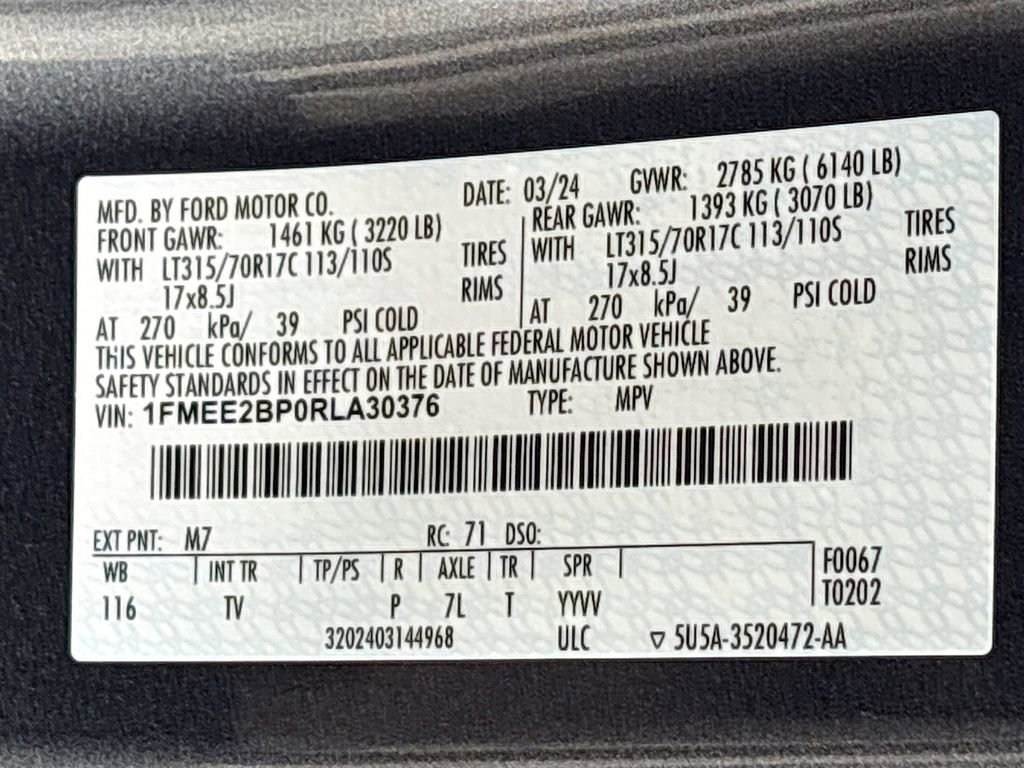 MFD. BY FORD MOTOR CO. DATE: 03/24 GVWR: 2785 KG ( 6140 LB)
FRONT GAWR: 1461 KG ( 3220 LB) REAR GAWR: 1393 KG ( 3070 LB)
WITH LT315/70R17C 113/110S TIRES WITH LT315/70R17C 113/110S TIRES
17x8.5J RIMS 17x8.5J RIMS
AT 270 kPa/ 39 PSI COLD AT 270 kPa/ 39 PSI COLD
THIS VEHICLE CONFORMS TO ALL APPLICABLE FEDERAL MOTOR VEHICLE
SAFETY STANDARDS IN EFFECT ON THE DATE OF MANUFACTURE SHOWN ABOVE.
VIN: 1FMEE2BP0RLA30376 TYPE: MPV
EXT PNT: M7 RC: 71 DSO:
WB INT TR TP/PS R AXLE TR SPR F0067
116 TV P 7L T YYVV T0202
3202403144968 ULC ▽ 5U5A-3520472-AA